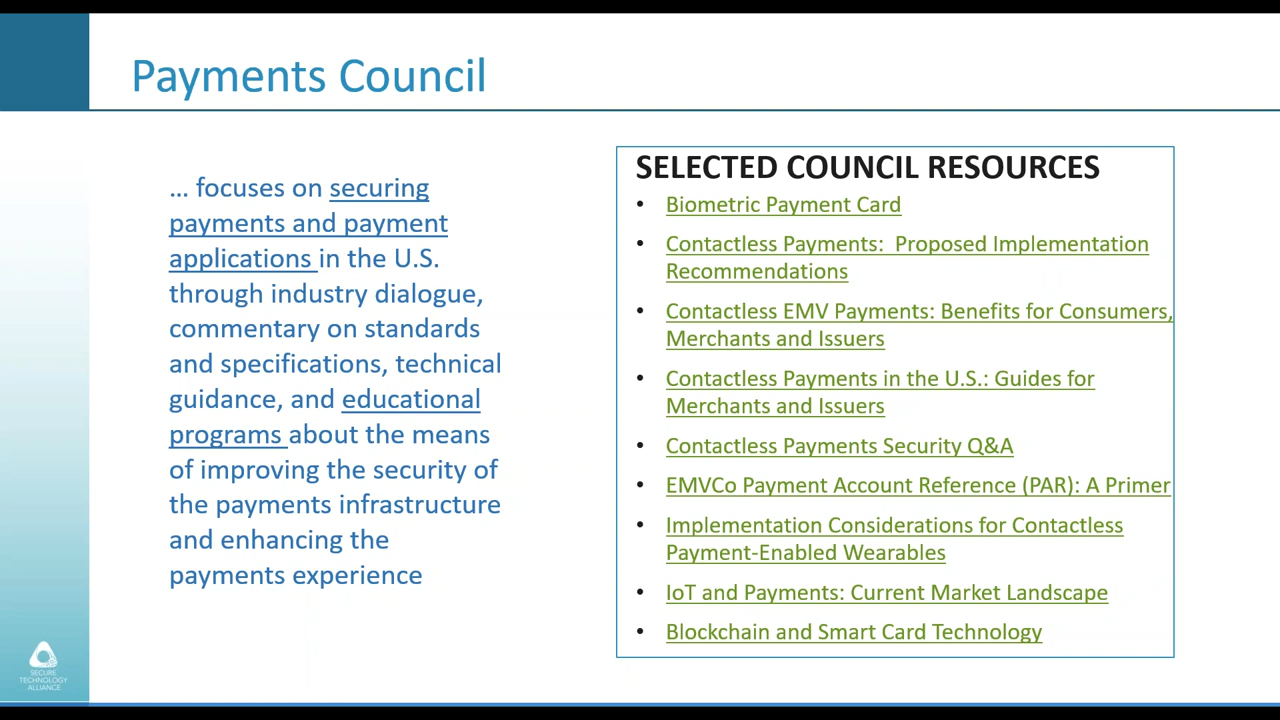 Payments Council
... focuses on securing
payments and payment
applications in the U.S.
through industry dialogue,
commentary on standards
and specifications, technical
guidance, and educational
programs about the means
of improving the security of
the payments infrastructure
and enhancing the
payments experience
SELECTED COUNCIL RESOURCES
• Biometric Payment Card
• Contactless Payments:  Proposed Implementation
Recommendations
• Contactless EMV Payments: Benefits for Consumers,
Merchants and Issuers
• Contactless Payments in the U.S.: Guides for
Merchants and Issuers
• Contactless Payments Security Q&A
• EMVCo Payment Account Reference (PAR): A Primer
• Implementation Considerations for Contactless
Payment-Enabled Wearables
• IoT and Payments: Current Market Landscape
• Blockchain and Smart Card Technology
SECURE
TECHNOLOGY
ALLIANCE